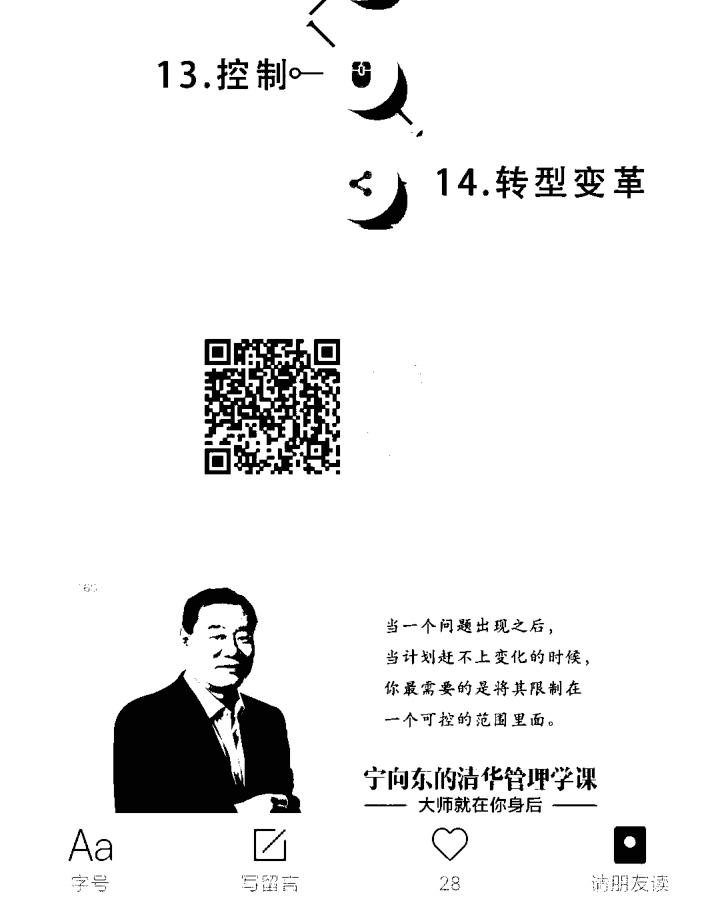 13.控制
14.转型变革
当一个问题出现之后，
当计划赶不上变化的时候，
你最需要的是将其限制在
一个可控的范围里面。
宁向东的清华管理学课
大师就在你身后
Aa
字号 写留言 28 请朋友读